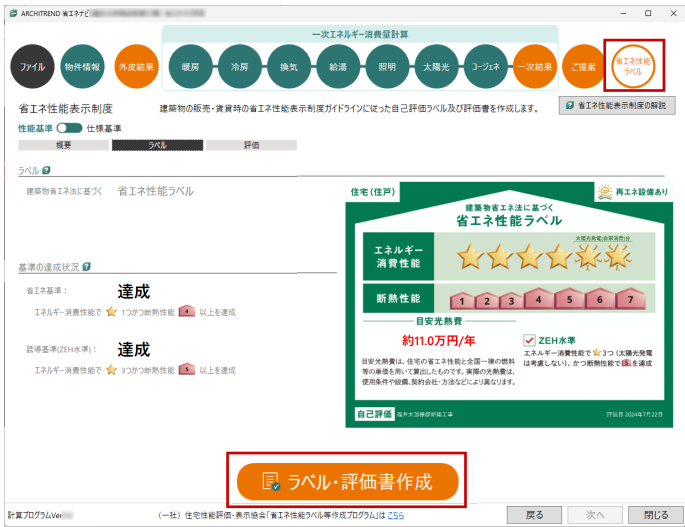 ARCHITREND 省エネナビ
一次エネルギー消費量計算
ファイル
物件情報
外皮結果
暖房
冷房
換気
給湯
照明
太陽光
コージェネ
一次結果
ご提案
省エネ性能
ラベル
省エネ性能表示制度
建築物の販売・賃貸時の省エネ性能表示制度ガイドラインに従った自己評価ラベル及び評価書を作成します。
省エネ性能表示制度の解説
性能基準 仕様基準
概要
ラベル
評価
ラベル
建築物省エネ法に基づく 省エネ性能ラベル
基準の達成状況
省エネ基準： 達成
エネルギー消費性能で 1つかつ断熱性能 4 以上を達成
誘導基準(ZEH水準)： 達成
エネルギー消費性能で 3つかつ断熱性能 5 以上を達成
住宅(住戸)
再エネ設備あり
建築物省エネ法に基づく
省エネ性能ラベル
太陽光発電(自家消費)分
エネルギー
消費性能
断熱性能
1 2 3 4 5 6 7
目安光熱費
約11.0万円/年
目安光熱費は、住宅の省エネ性能と全国一律の燃料
等の単価を用いて算出したものです。実際の光熱費は、
使用条件や設備、契約会社・方法などにより異なります。
ZEH水準
エネルギー消費性能で 3つ (太陽光発電
は考慮しない)、かつ断熱性能で 5 を達成
自己評価
評価日 2024年7月22日
ラベル・評価書作成
計算プログラムVer
(一社) 住宅性能評価・表示協会「省エネ性能ラベル等作成プログラム」は こちら
戻る
次へ
閉じる